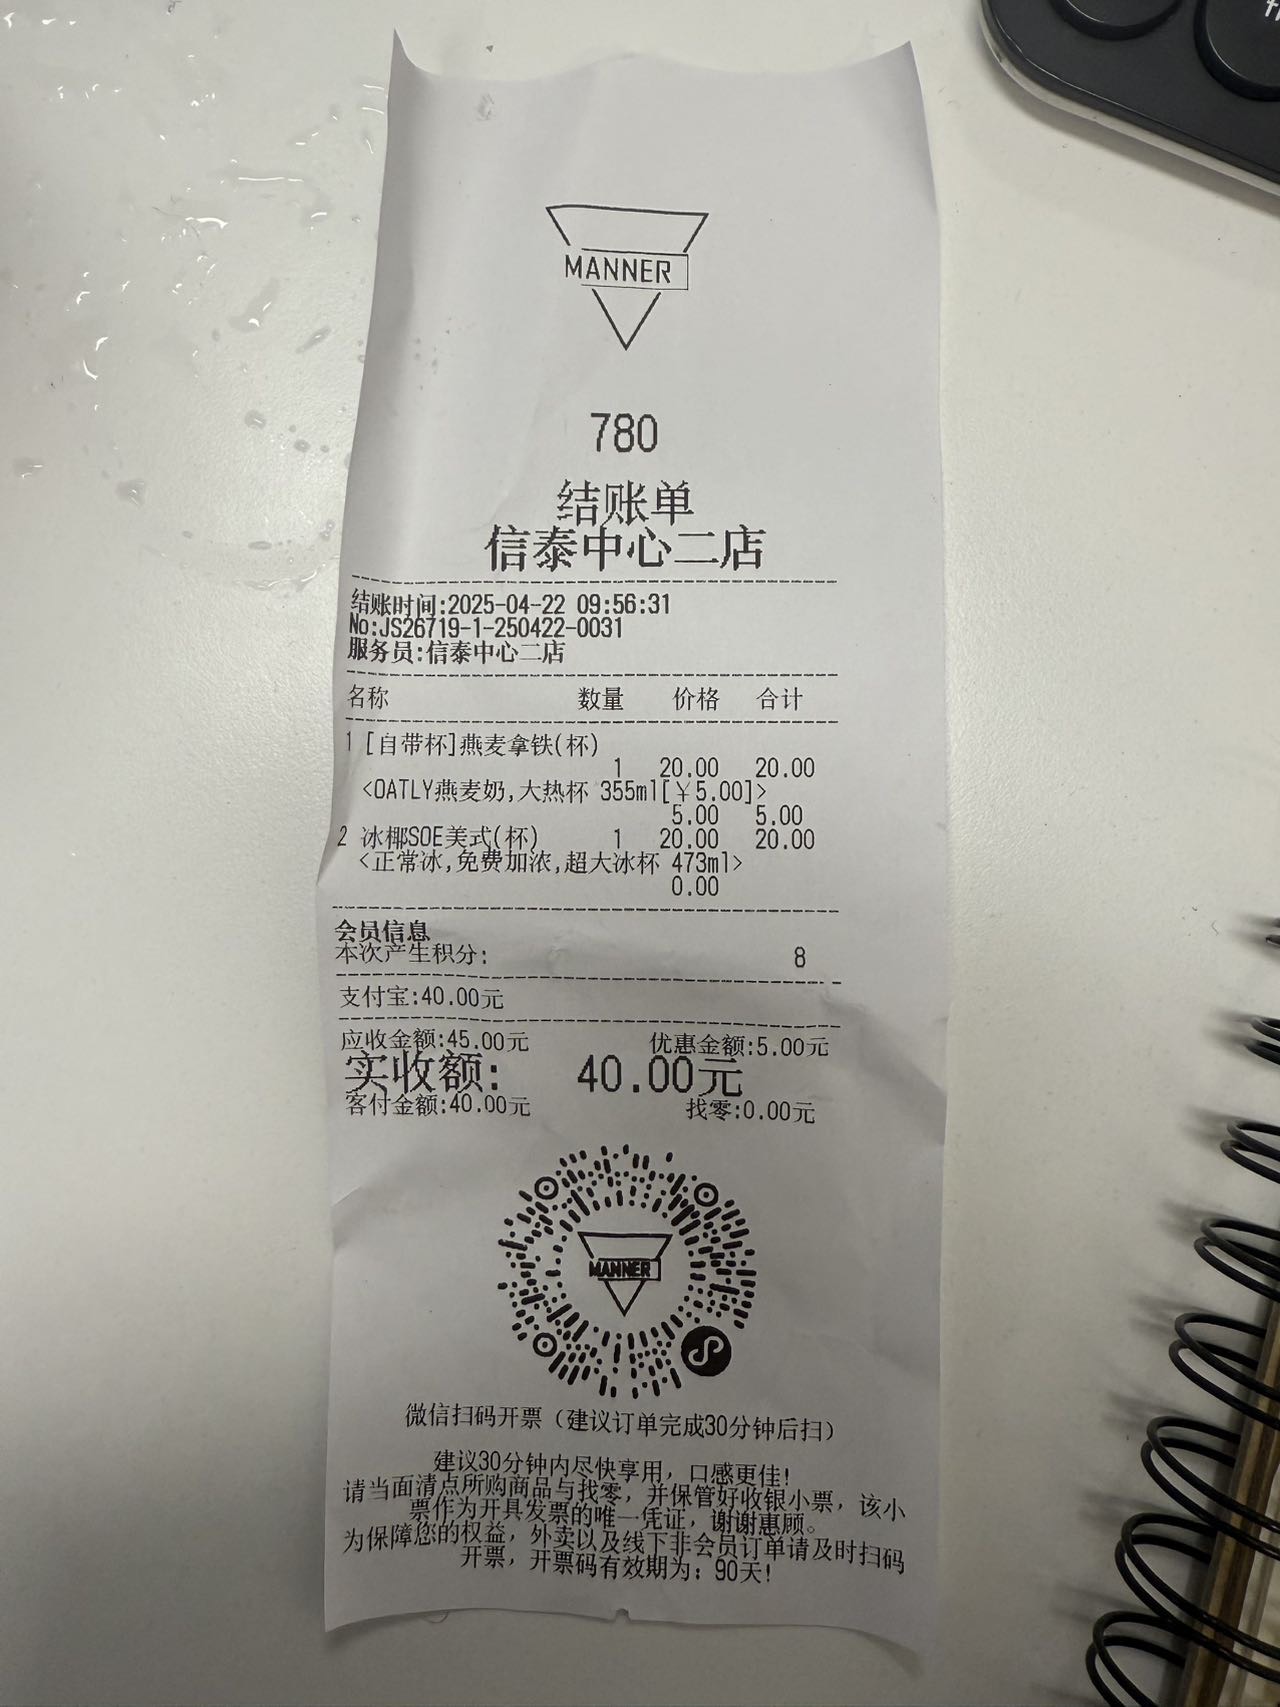 MANNER
780
结账单
信泰中心二店
结账时间:2025-04-22 09:56:31
No:JS26719-1-250422-0031
服务员:信泰中心二店
名称 数量 价格 合计
1 [自带杯]燕麦拿铁(杯)
1 20.00 20.00
<OATLY燕麦奶,大热杯 355ml[￥5.00]>
5.00 5.00
2 冰椰SOE美式(杯) 1 20.00 20.00
<正常冰,免费加浓,超大冰杯 473ml>
0.00
会员信息
本次产生积分: 8
支付宝:40.00元
应收金额:45.00元 优惠金额:5.00元
实收额: 40.00元
客付金额:40.00元 找零:0.00元
MANNER
微信扫码开票（建议订单完成30分钟后扫）
建议30分钟内尽快享用，口感更佳!
请当面清点所购商品与找零，并保管好收银小票，该小
票作为开具发票的唯一凭证，谢谢惠顾。
为保障您的权益，外卖以及线下非会员订单请及时扫码
开票，开票码有效期为：90天!